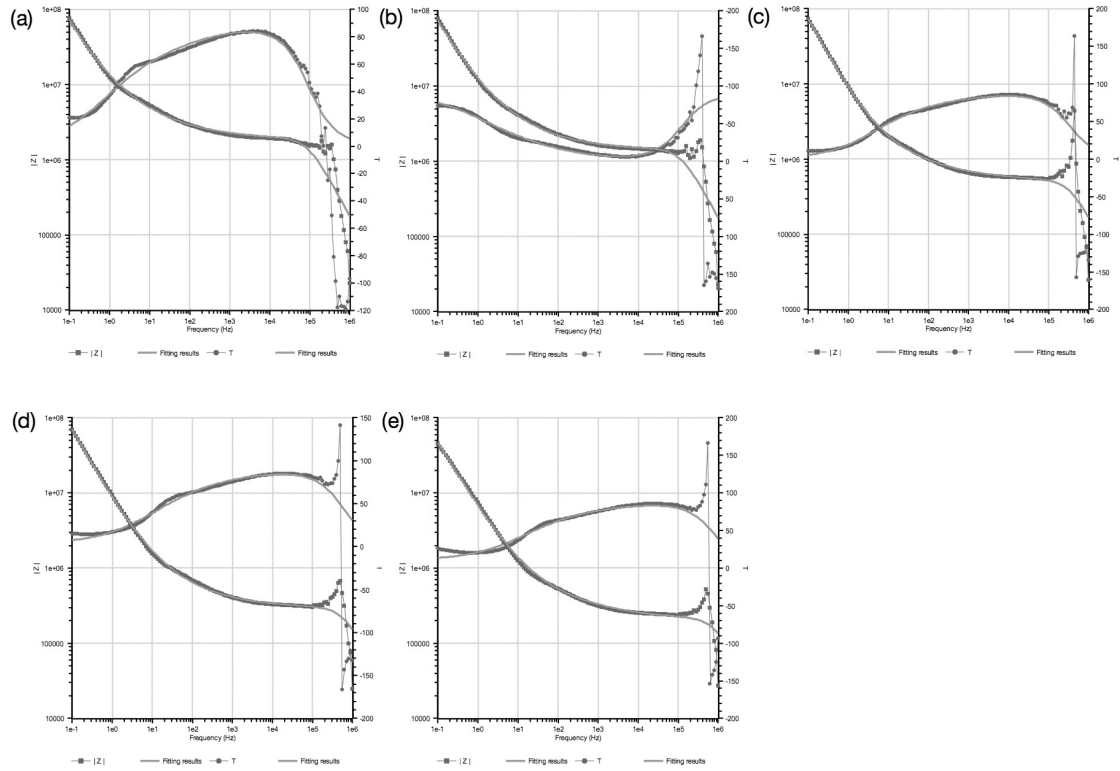 (a)
1e+08
1e+07
1e+06
100000
10000
| Z |
100
80
60
40
20
0
-20
-40
-60
-80
-100
-120
T
1e-1 1e0 1e1 1e2 1e3 1e4 1e5 1e6
Frequency (Hz)
| Z | Fitting results T Fitting results
(b)
1e+08
1e+07
1e+06
100000
10000
| Z |
-200
-150
-100
-50
0
50
100
150
200
T
1e-1 1e0 1e1 1e2 1e3 1e4 1e5 1e6
Frequency (Hz)
| Z | Fitting results T Fitting results
(c)
1e+08
1e+07
1e+06
100000
10000
| Z |
200
150
100
50
0
-50
-100
-150
-200
T
1e-1 1e0 1e1 1e2 1e3 1e4 1e5 1e6
Frequency (Hz)
| Z | Fitting results T Fitting results
(d)
1e+08
1e+07
1e+06
100000
10000
| Z |
150
100
50
0
-50
-100
-150
-200
T
1e-1 1e0 1e1 1e2 1e3 1e4 1e5 1e6
Frequency (Hz)
| Z | Fitting results T Fitting results
(e)
1e+08
1e+07
1e+06
100000
10000
| Z |
200
150
100
50
0
-50
-100
-150
-200
T
1e-1 1e0 1e1 1e2 1e3 1e4 1e5 1e6
Frequency (Hz)
| Z | Fitting results T Fitting results